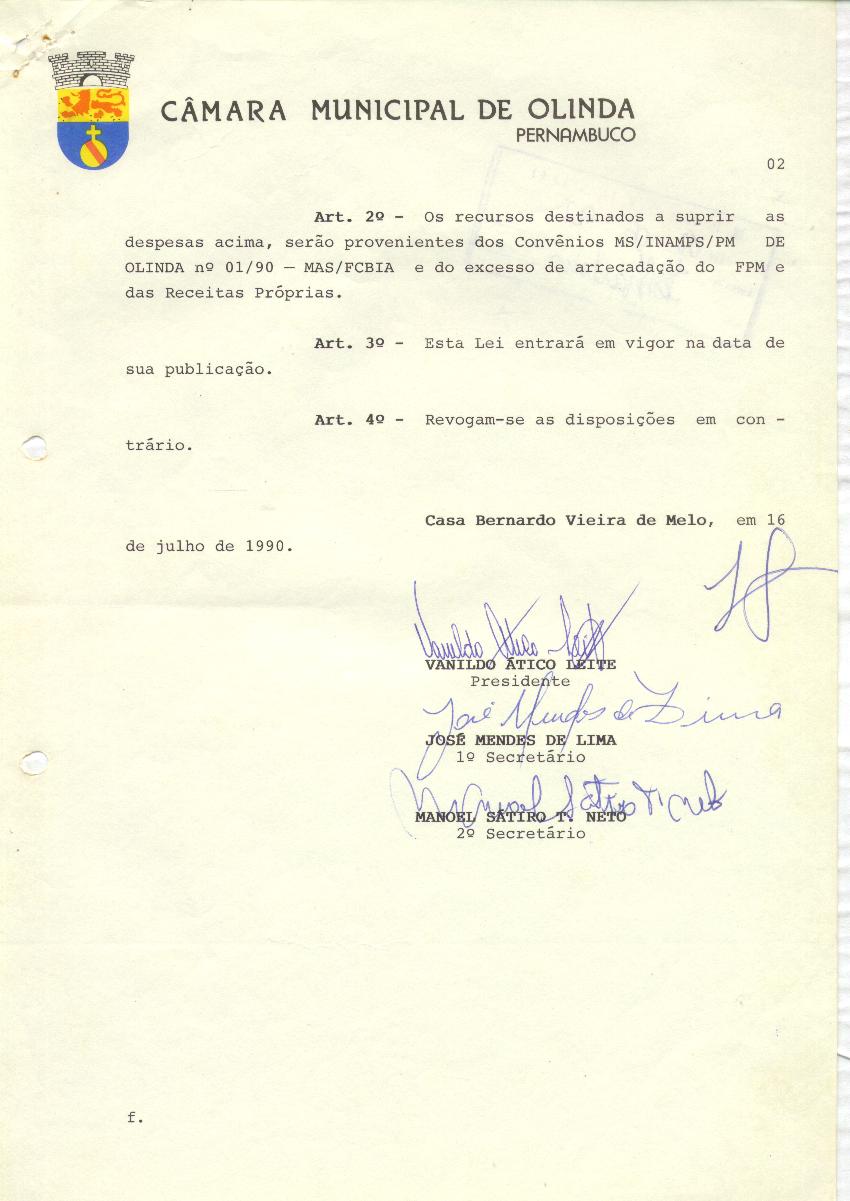 CÂMARA MUNICIPAL DE OLINDA
PERNAMBUCO
02
Art. 2º - Os recursos destinados a suprir as
despesas acima, serão provenientes dos Convênios MS/INAMPS/PM DE
OLINDA nº 01/90 — MAS/FCBIA e do excesso de arrecadação do FPM e
das Receitas Próprias.
Art. 3º - Esta Lei entrará em vigor na data de
sua publicação.
Art. 4º - Revogam-se as disposições em con -
trário.
Casa Bernardo Vieira de Melo, em 16
de julho de 1990.
Vanildo Ático Leite
VANILDO ÁTICO LEITE
Presidente
José Mendes de Lima
JOSÉ MENDES DE LIMA
1º Secretário
Manoel Sátiro T. Neto
MANOEL SÁTIRO T. NETO
2º Secretário
f.